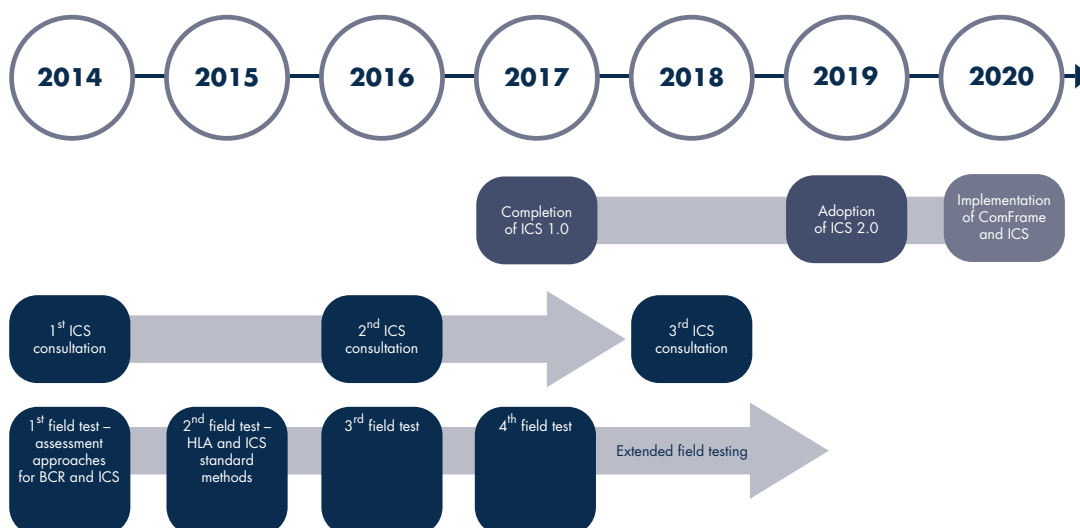 2014 2015 2016 2017 2018 2019 2020
Completion
of ICS 1.0
Adoption
of ICS 2.0
Implementation
of ComFrame
and ICS
1st ICS
consultation
2nd ICS
consultation
3rd ICS
consultation
1st field test –
assessment
approaches
for BCR and ICS
2nd field test –
HLA and ICS
standard
methods
3rd field test
4th field test
Extended field testing